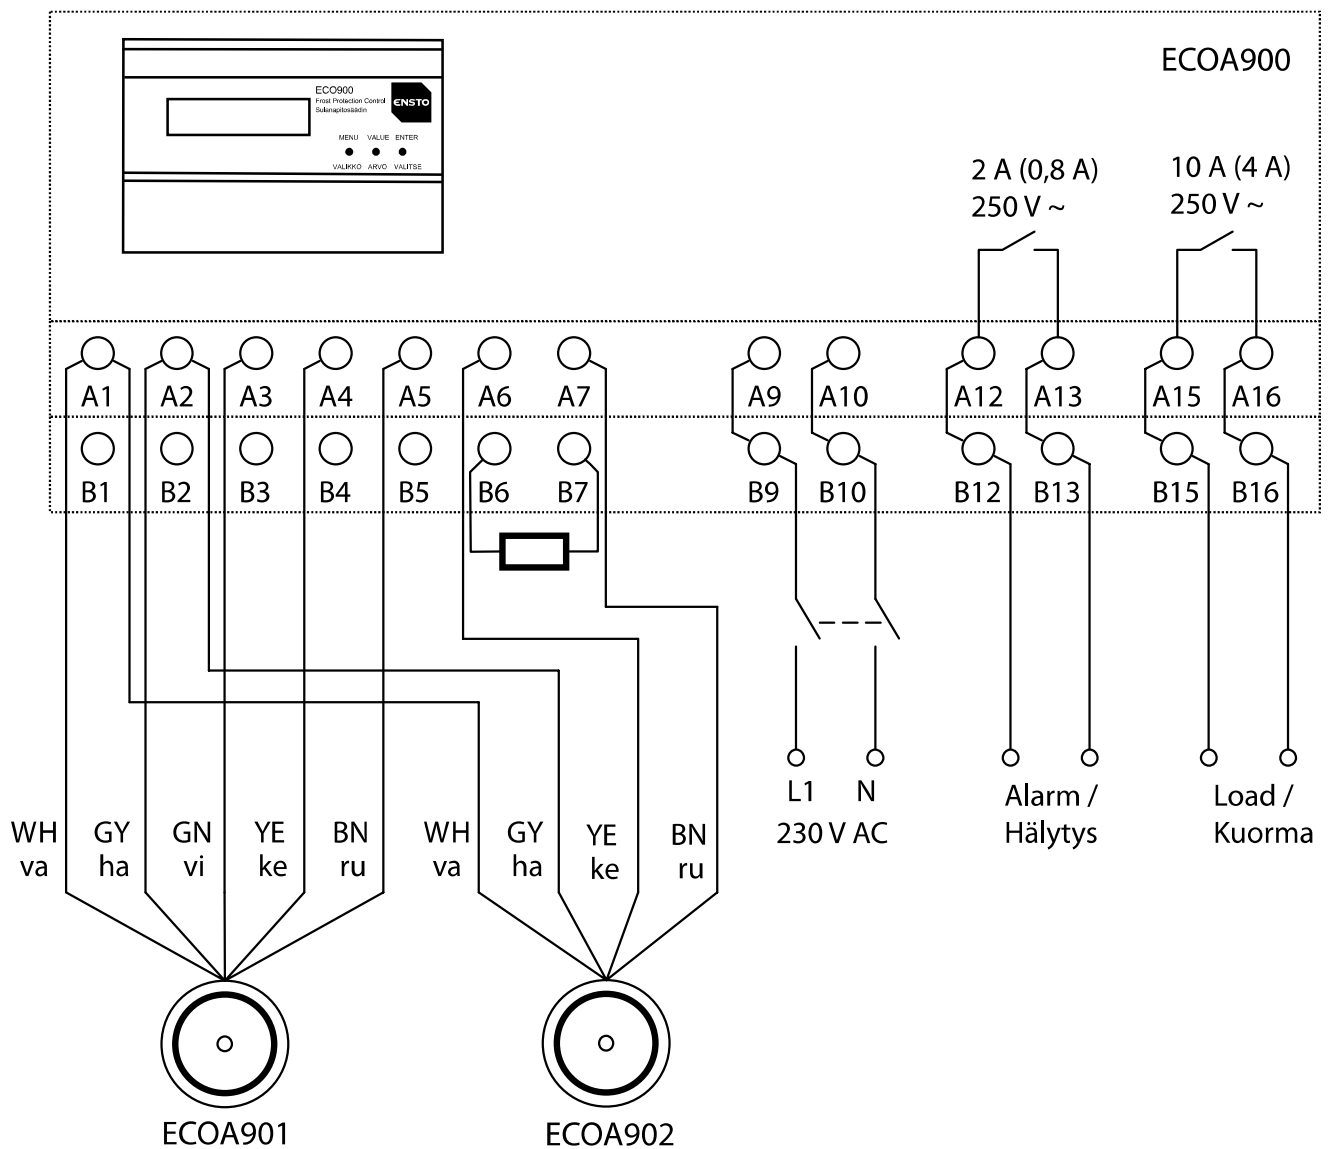 ECOA900
ECO900
Frost Protection Control
Sulanapitosäädin
ENSTO
MENU VALUE ENTER
VALIKKO ARVO VALITSE
2 A (0,8 A)
250 V ~
10 A (4 A)
250 V ~
A1 A2 A3 A4 A5 A6 A7 A9 A10 A12 A13 A15 A16
B1 B2 B3 B4 B5 B6 B7 B9 B10 B12 B13 B15 B16
L1 N
230 V AC
Alarm /
Hälytys
Load /
Kuorma
WH GY GN YE BN WH GY YE BN
va ha vi ke ru va ha ke ru
ECOA901
ECOA902